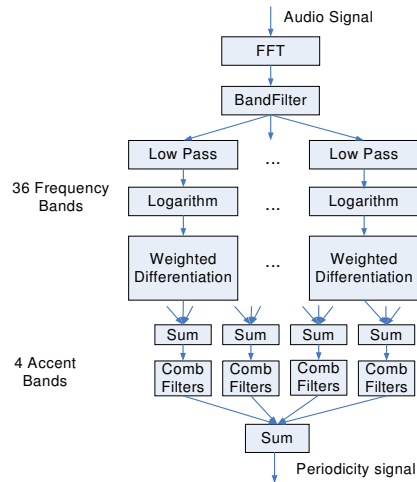 Audio Signal
FFT
BandFilter
Low Pass ... Low Pass
36 Frequency
Bands
Logarithm ... Logarithm
Weighted
Differentiation
...
Weighted
Differentiation
Sum Sum Sum Sum
4 Accent
Bands
Comb
Filters
Comb
Filters
Comb
Filters
Comb
Filters
Sum
Periodicity signal